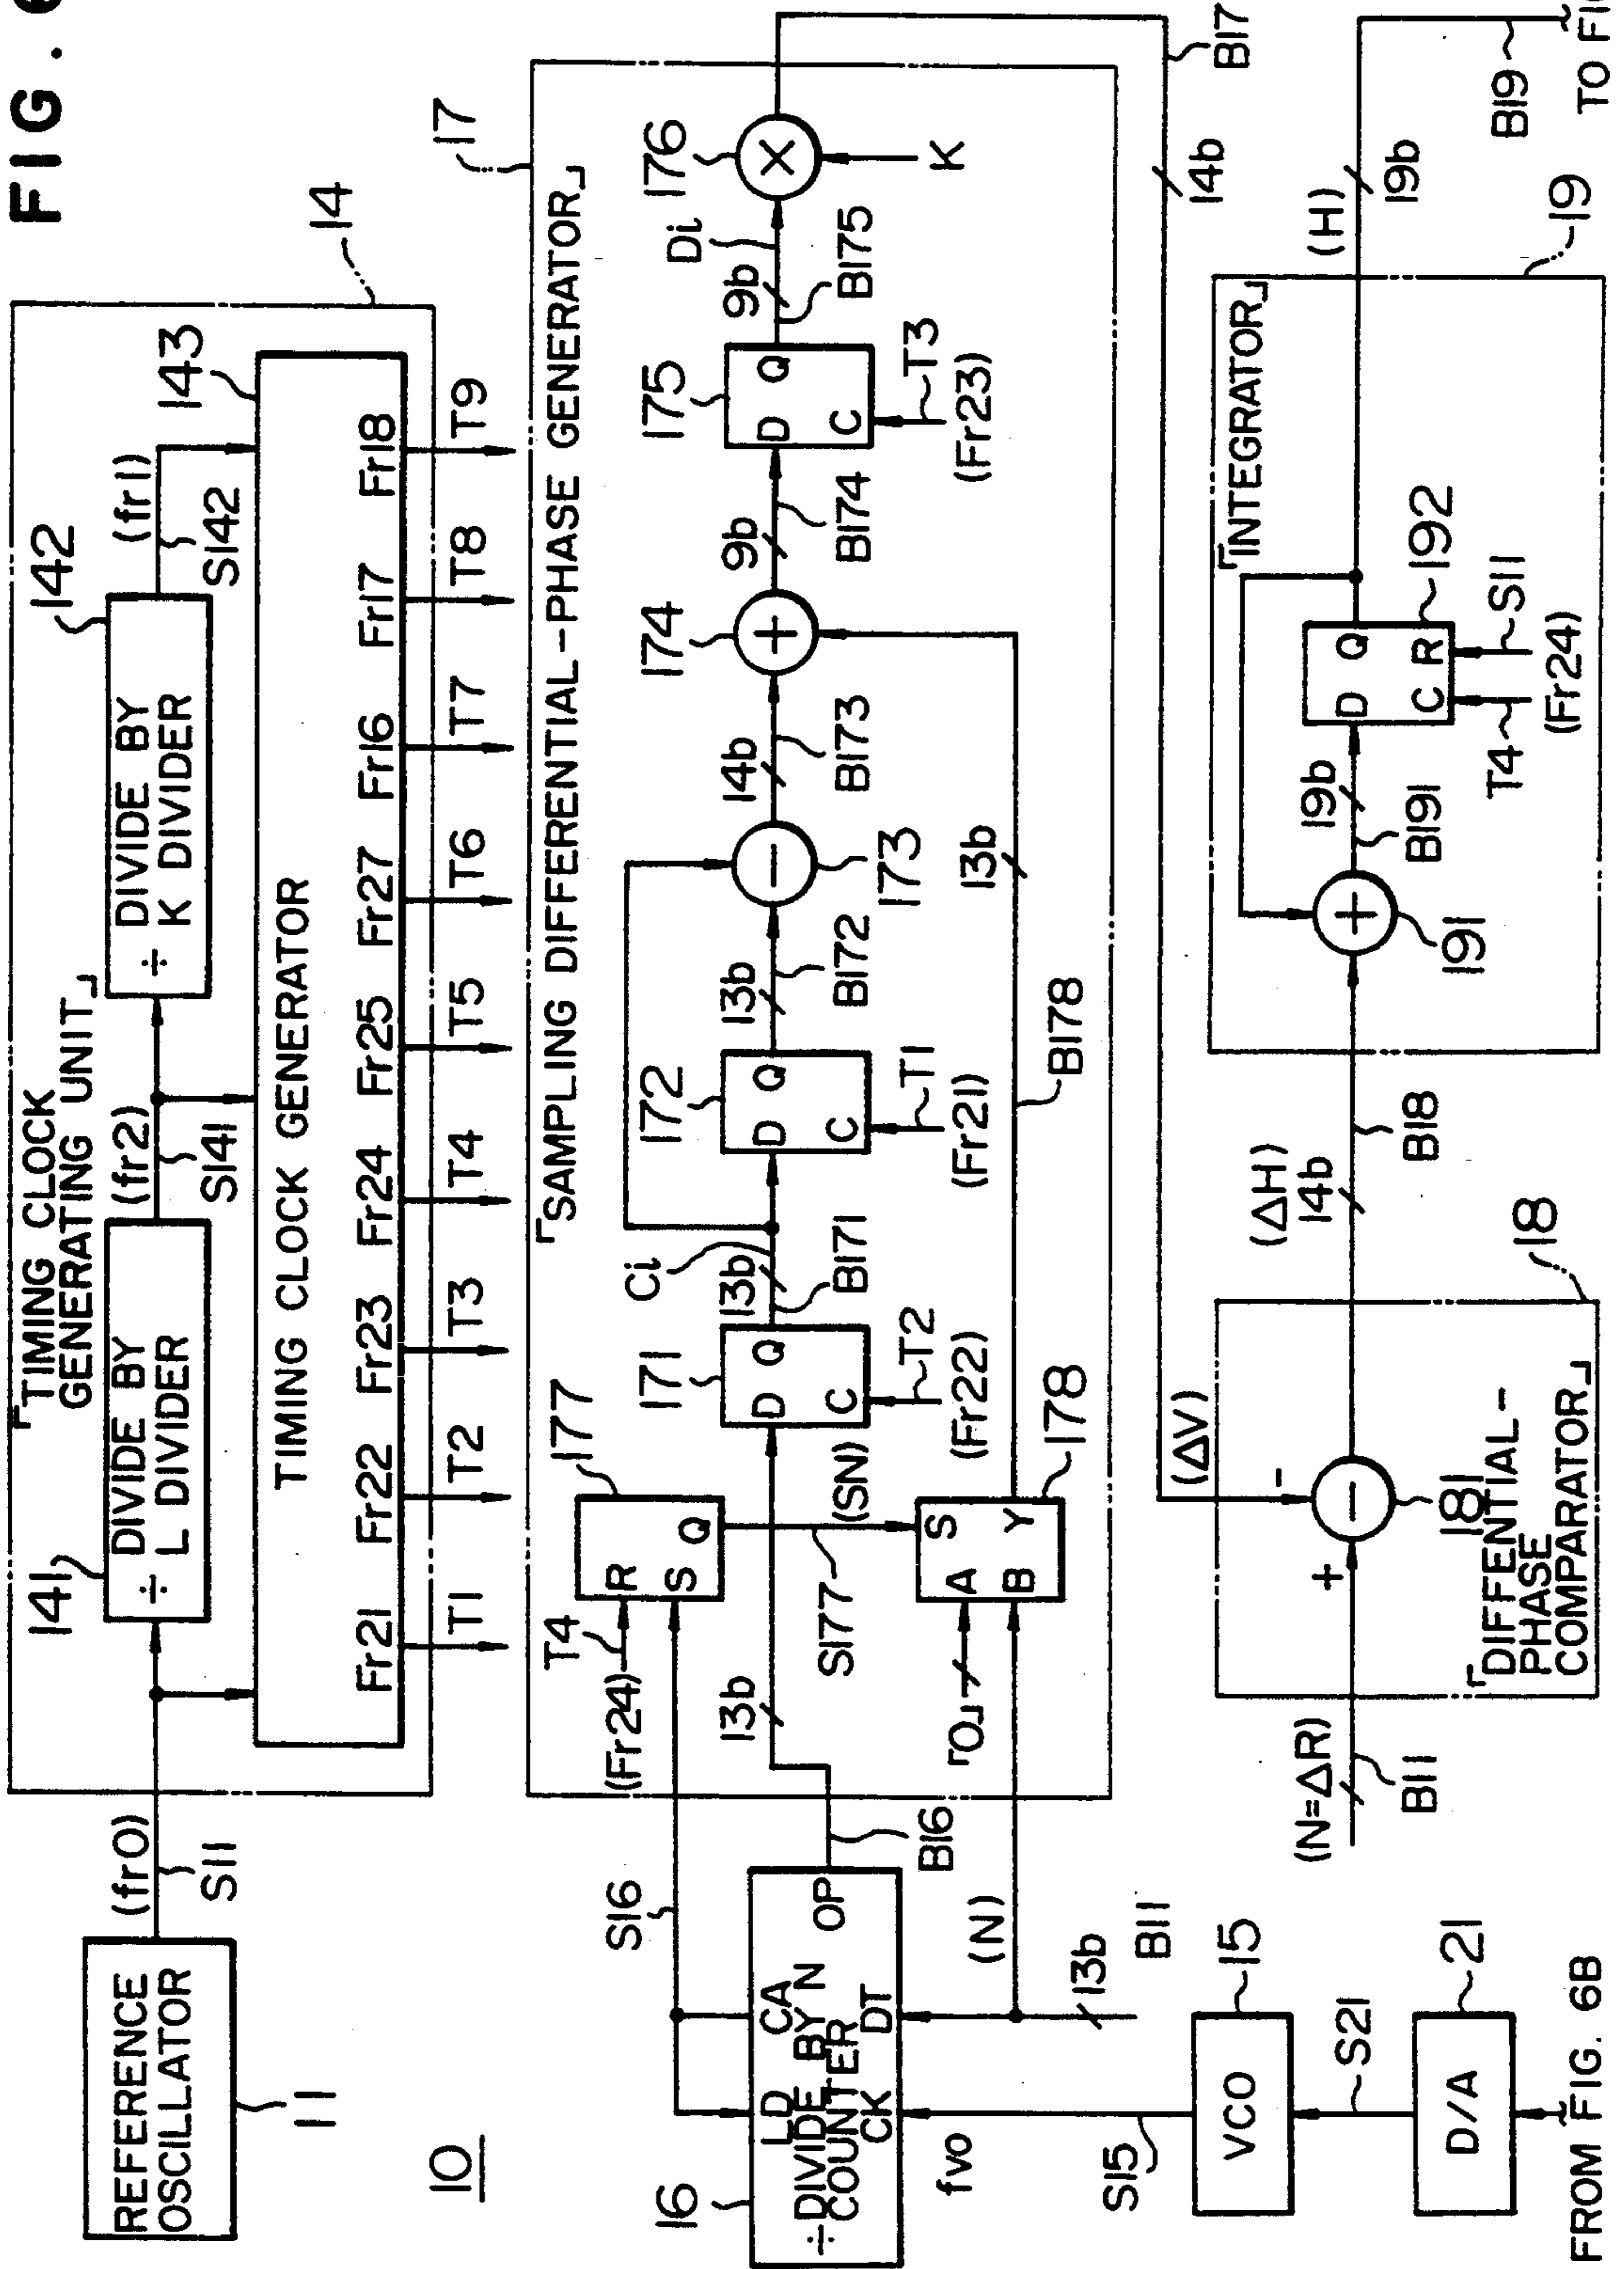 FIG. 6
10
REFERENCE
OSCILLATOR
11
(fr0)
S11
14
「TIMING CLOCK
GENERATING UNIT」
141
÷ DIVIDE BY
L DIVIDER
(fr2)
S141
142
÷ DIVIDE BY
K DIVIDER
(fr1)
S142
143
TIMING CLOCK GENERATOR
Fr21 Fr22 Fr23 Fr24 Fr25 Fr27 Fr16 Fr17 Fr18
T1 T2 T3 T4 T5 T6 T7 T8 T9
17
「SAMPLING DIFFERENTIAL-PHASE GENERATOR」
T4
(Fr24)
R
S Q
177
S177
(SN)
S16
13b
171
D Q
C
T2
(Fr22)
Ci
13b
B171
172
D Q
C
T1
(Fr21)
13b
B172
173
−
14b
B173
174
+
9b
B174
175
D Q
C
T3
(Fr23)
9b
Di
B175
176
×
K
「0」
A S
B Y
178
B178
13b
B17
14b
16
LD CA
÷DIVIDE BY N
COUNTER
OP
CK DT
B16
(N)
13b
B11
fvo
S15
VCO
15
S21
D/A
21
FROM FIG. 6B
(N=ΔR)
B11
+
-
(ΔV)
−
181
「DIFFERENTIAL-
PHASE
COMPARATOR」
18
(ΔH)
14b
B18
「INTEGRATOR」
+
191
19b
B191
D Q
C R
192
T4
(Fr24)
S11
19
(H)
19b
B19
TO FIG